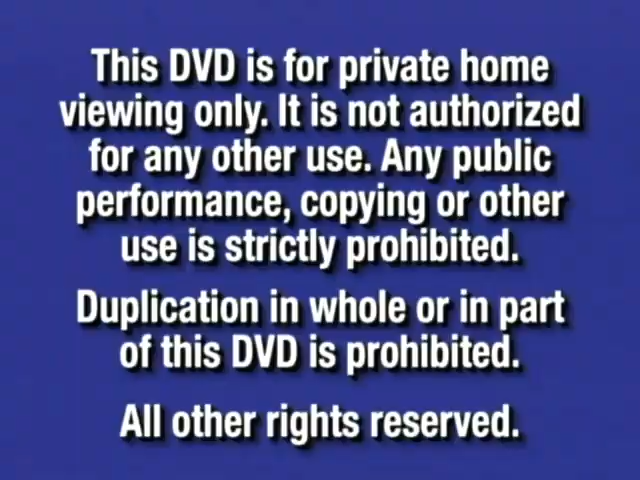 This DVD is for private home
viewing only. It is not authorized
for any other use. Any public
performance, copying or other
use is strictly prohibited.
Duplication in whole or in part
of this DVD is prohibited.
All other rights reserved.